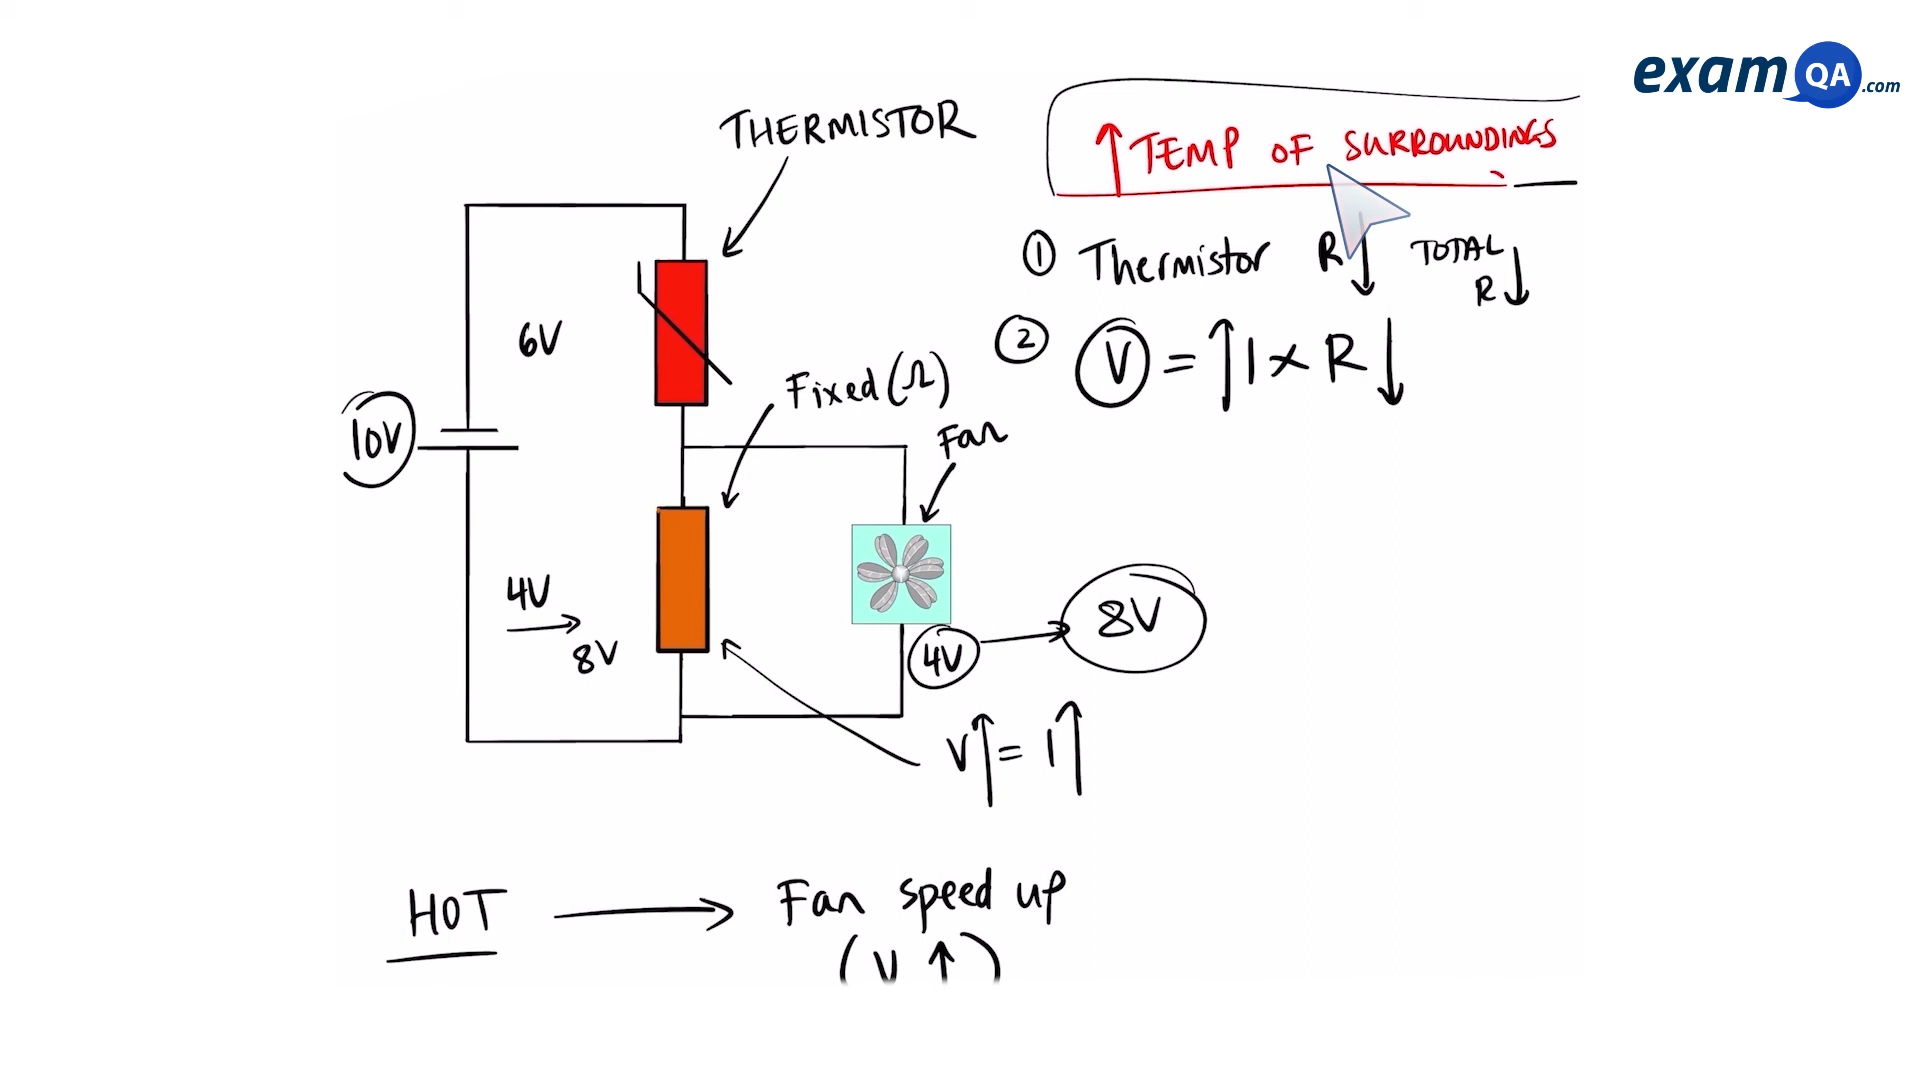 examQA.com
THERMISTOR
↑ TEMP OF SURROUNDINGS
① Thermistor R↓ TOTAL R↓
② V = ↑I × R↓
6V
Fixed (Ω)
10V
Fan
4V → 8V
4V → 8V
V↑ = I↑
HOT → Fan speed up
(V ↑)